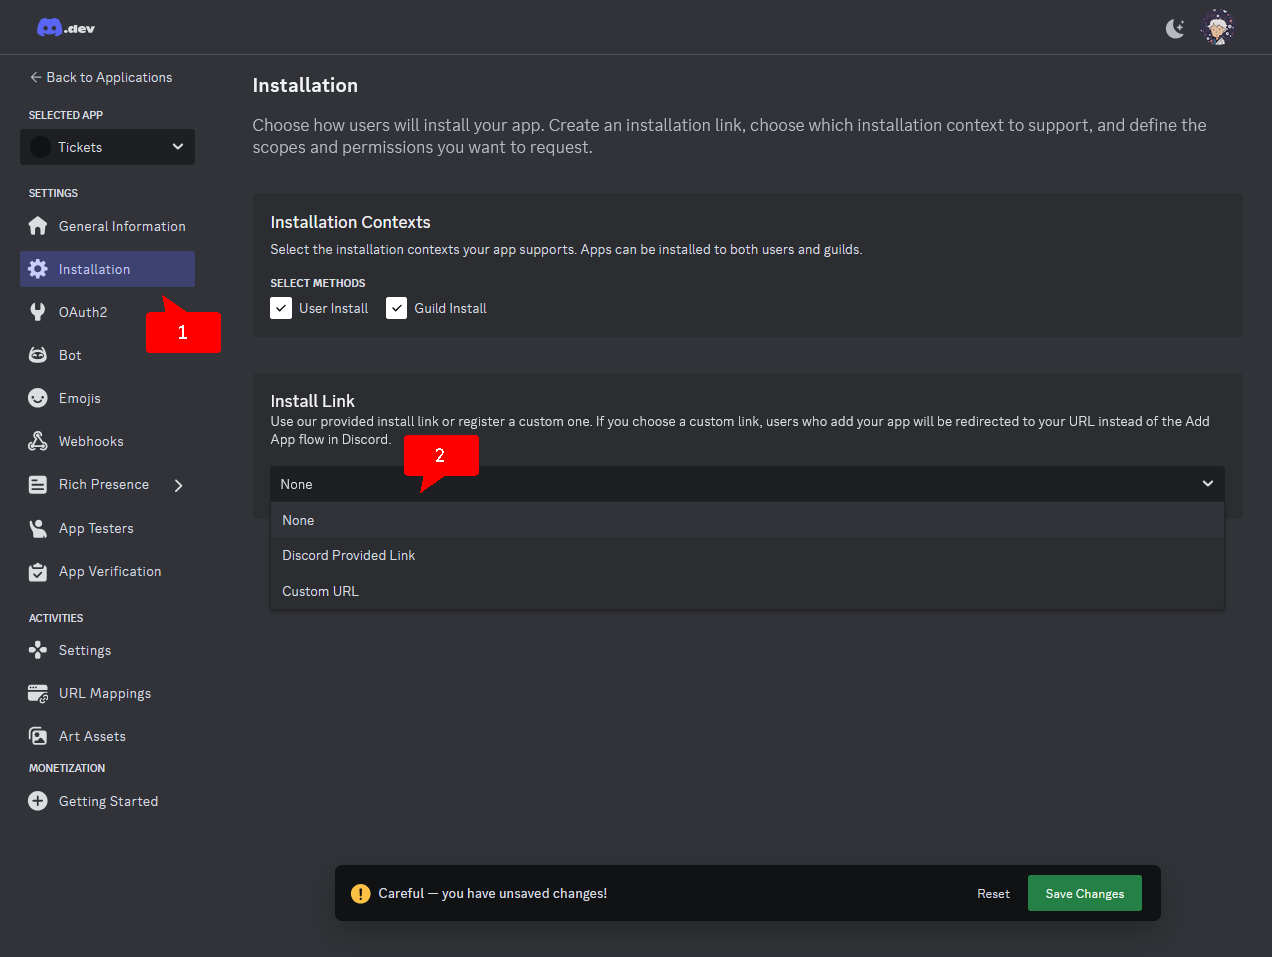 .dev
Back to Applications
SELECTED APP
Tickets
SETTINGS
General Information
Installation
1
OAuth2
Bot
Emojis
Webhooks
Rich Presence
App Testers
App Verification
ACTIVITIES
Settings
URL Mappings
Art Assets
MONETIZATION
Getting Started
Installation
Choose how users will install your app. Create an installation link, choose which installation context to support, and define the
scopes and permissions you want to request.
Installation Contexts
Select the installation contexts your app supports. Apps can be installed to both users and guilds.
SELECT METHODS
User Install Guild Install
Install Link
Use our provided install link or register a custom one. If you choose a custom link, users who add your app will be redirected to your URL instead of the Add
App flow in Discord.
2
None
None
Discord Provided Link
Custom URL
Careful — you have unsaved changes! Reset Save Changes